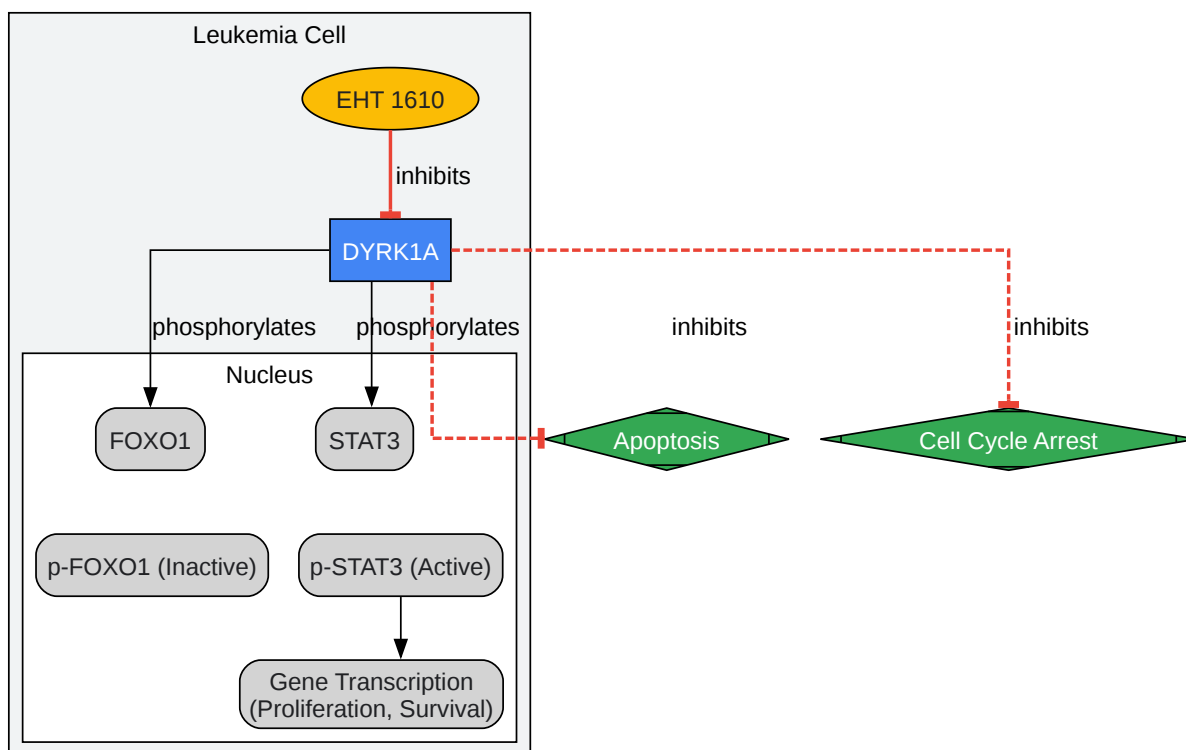 Leukemia Cell
EHT 1610
inhibits
DYRK1A
phosphorylates
phosphorylates
inhibits
inhibits
Nucleus
FOXO1
STAT3
Apoptosis
Cell Cycle Arrest
p-FOXO1 (Inactive)
p-STAT3 (Active)
Gene Transcription
(Proliferation, Survival)